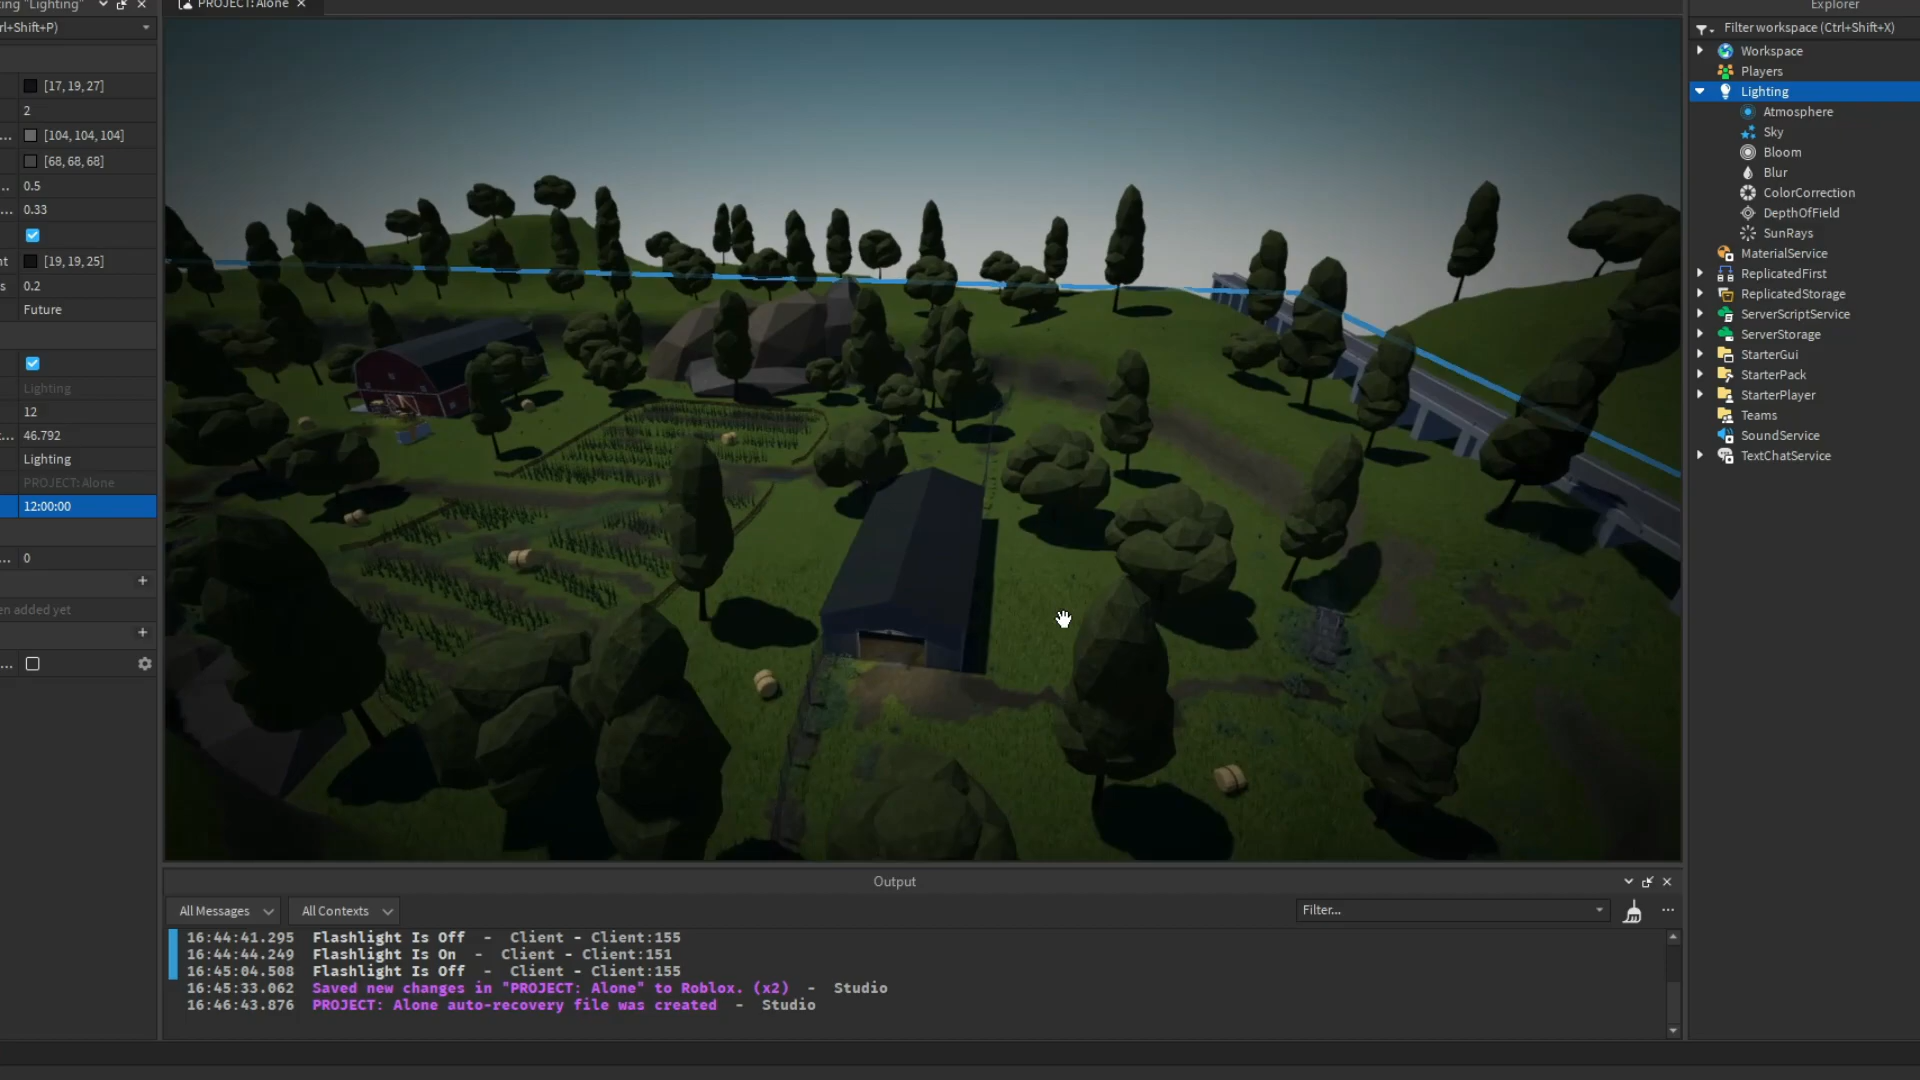 ting "Lighting"
rl+Shift+P)
[17, 19, 27]
2
... [104, 104, 104]
[68, 68, 68]
... 0.5
... 0.33
nt [19, 19, 25]
s 0.2
Future
Lighting
12
t... 46.792
Lighting
PROJECT: Alone
12:00:00
... 0
en added yet
...
PROJECT: Alone
Explorer
Filter workspace (Ctrl+Shift+X)
Workspace
Players
Lighting
Atmosphere
Sky
Bloom
Blur
ColorCorrection
DepthOfField
SunRays
MaterialService
ReplicatedFirst
ReplicatedStorage
ServerScriptService
ServerStorage
StarterGui
StarterPack
StarterPlayer
Teams
SoundService
TextChatService
Output
All Messages
All Contexts
Filter...
16:44:41.295 Flashlight Is Off - Client - Client:155
16:44:44.249 Flashlight Is On - Client - Client:151
16:45:04.508 Flashlight Is Off - Client - Client:155
16:45:33.062 Saved new changes in "PROJECT: Alone" to Roblox. (x2) - Studio
16:46:43.876 PROJECT: Alone auto-recovery file was created - Studio